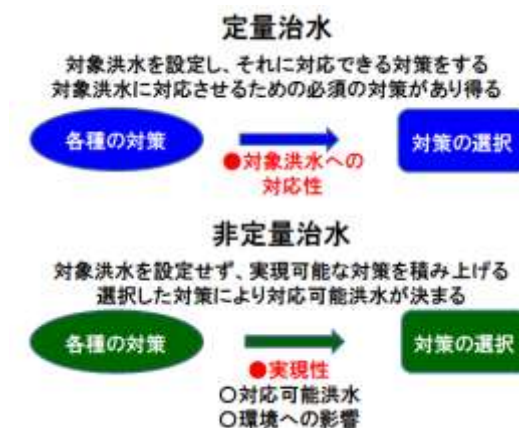 定量治水
対象洪水を設定し、それに対応できる対策をする
対象洪水に対応させるための必須の対策があり得る
各種の対策
●対象洪水への
対応性
対策の選択
非定量治水
対象洪水を設定せず、実現可能な対策を積み上げる
選択した対策により対応可能洪水が決まる
各種の対策
●実現性
○対応可能洪水
○環境への影響
対策の選択